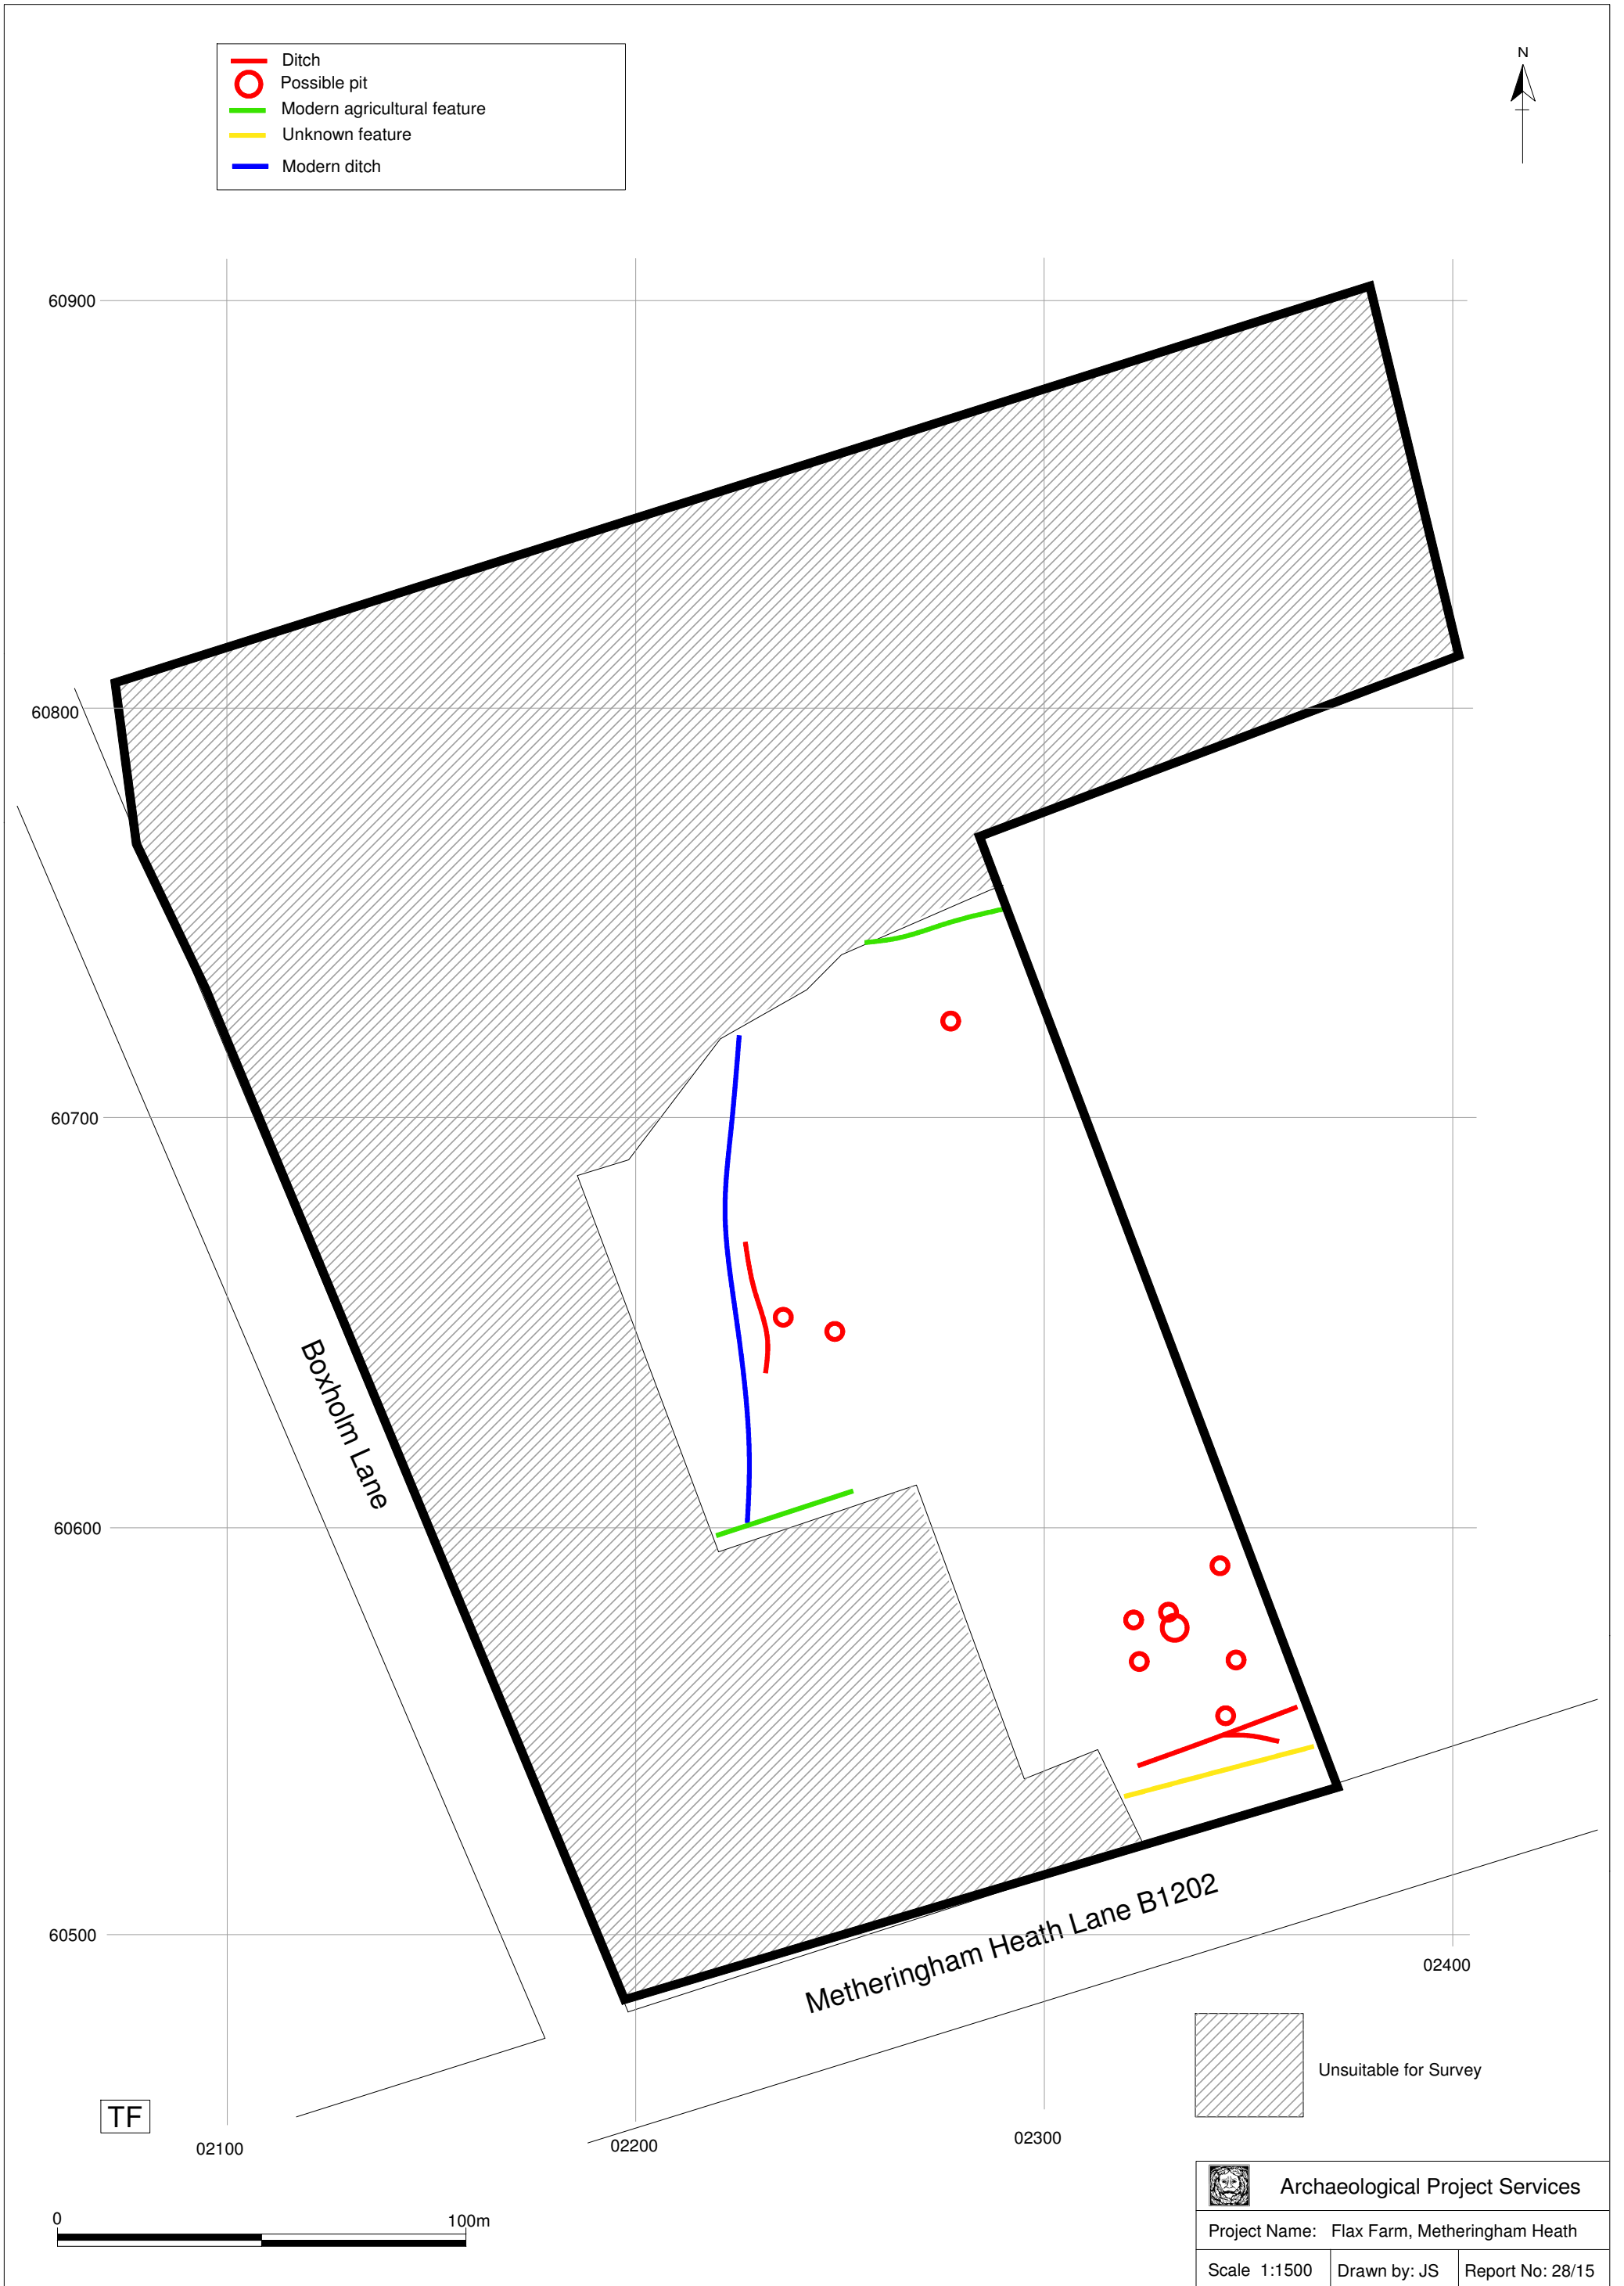 Ditch
Possible pit
Modern agricultural feature
Unknown feature
Modern ditch
N
60900
60800
60700
60600
60500
Boxholm Lane
Metheringham Heath Lane B1202
02400
02300
02200
02100
TF
Unsuitable for Survey
0 100m
Archaeological Project Services
Project Name: Flax Farm, Metheringham Heath
Scale 1:1500 Drawn by: JS Report No: 28/15